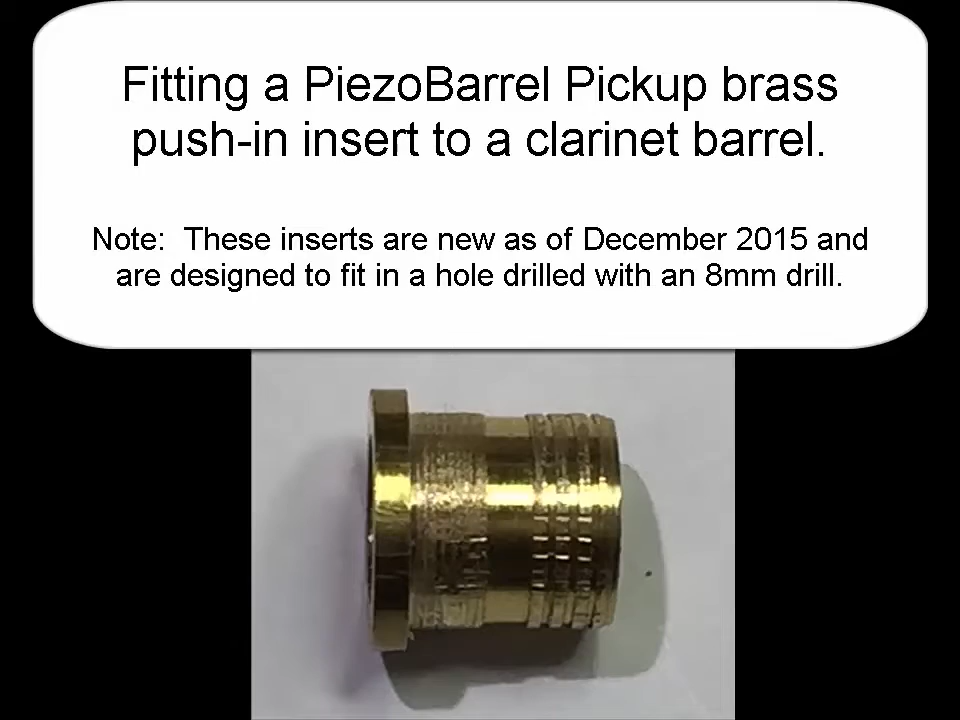 Fitting a PiezoBarrel Pickup brass
push-in insert to a clarinet barrel.
Note:  These inserts are new as of December 2015 and
are designed to fit in a hole drilled with an 8mm drill.